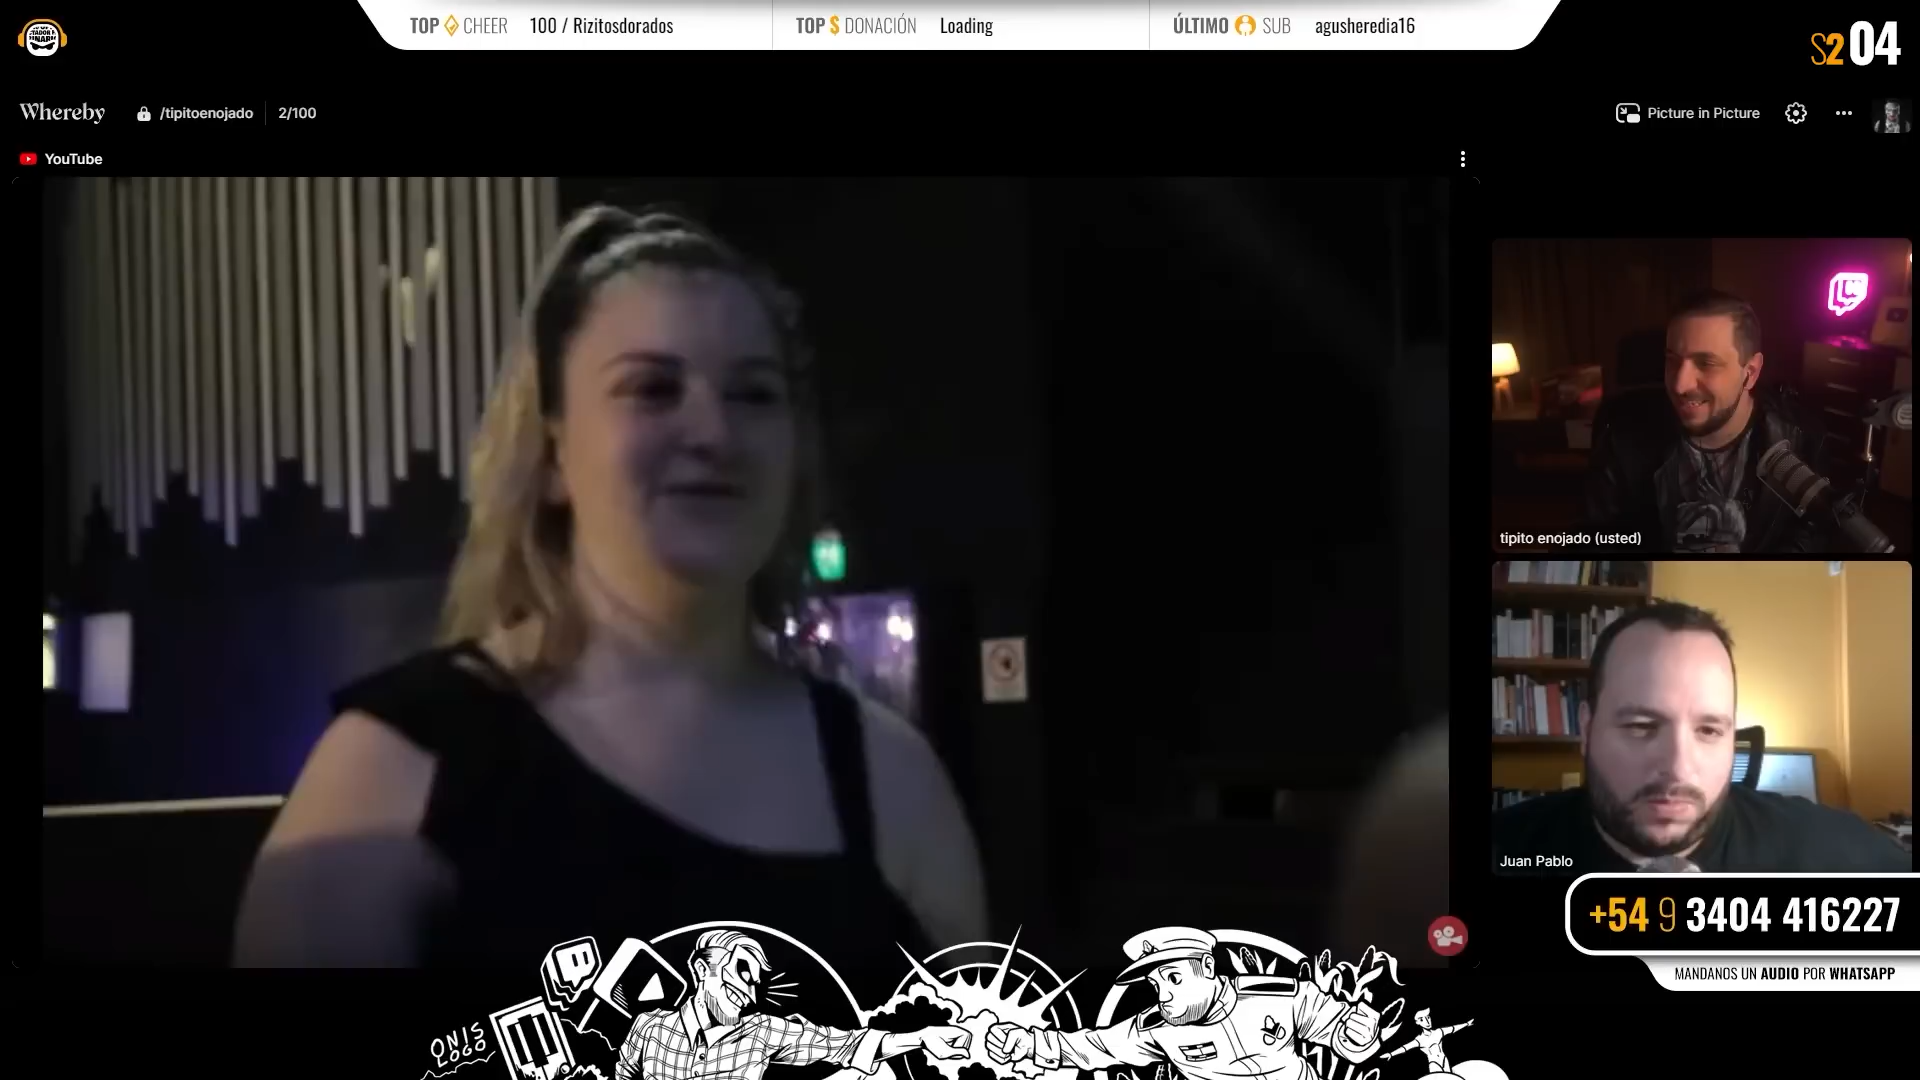 TOP CHEER 100 / Rizitosdorados
TOP $ DONACIÓN Loading
ÚLTIMO SUB agusheredia16
S2 04
Whereby /tipitoenojado 2/100
Picture in Picture
YouTube
tipito enojado (usted)
Juan Pablo
+54 9 3404 416227
MANDANOS UN AUDIO POR WHATSAPP